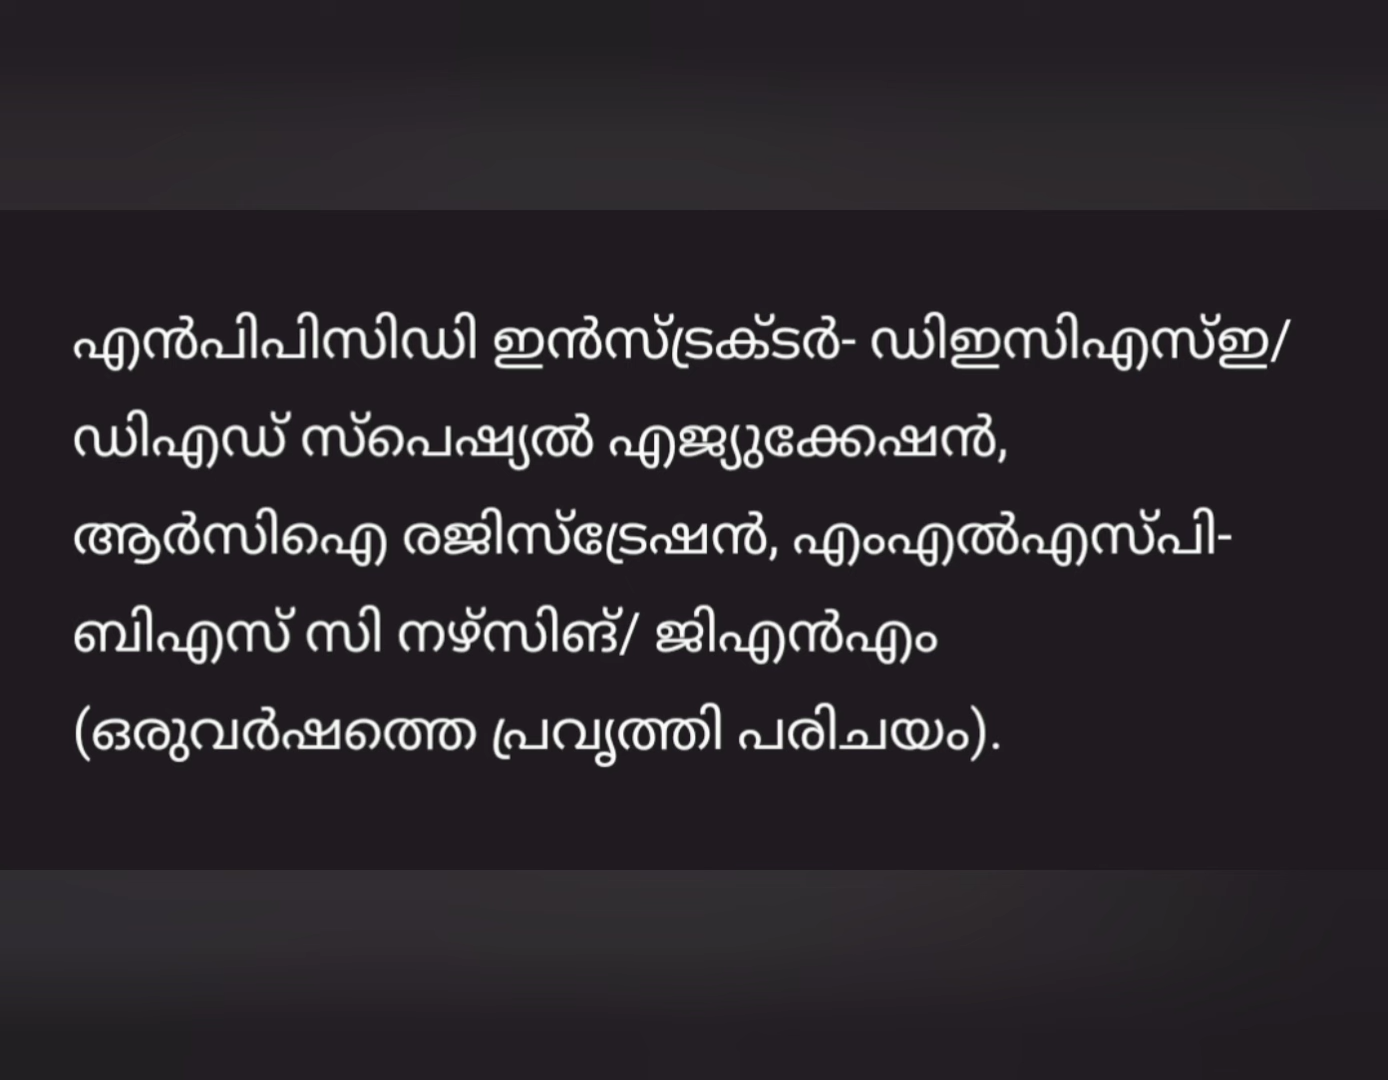 എൻപിപിസിഡി ഇൻസ്ട്രക്ടർ- ഡിഇസിഎസ്ഇ/
ഡിഎഡ് സ്പെഷ്യൽ എജ്യുക്കേഷൻ,
ആർസിഐ രജിസ്ട്രേഷൻ, എംഎൽഎസ്പി-
ബിഎസ് സി നഴ്സിങ്/ ജിഎൻഎം
(ഒരുവർഷത്തെ പ്രവൃത്തി പരിചയം).